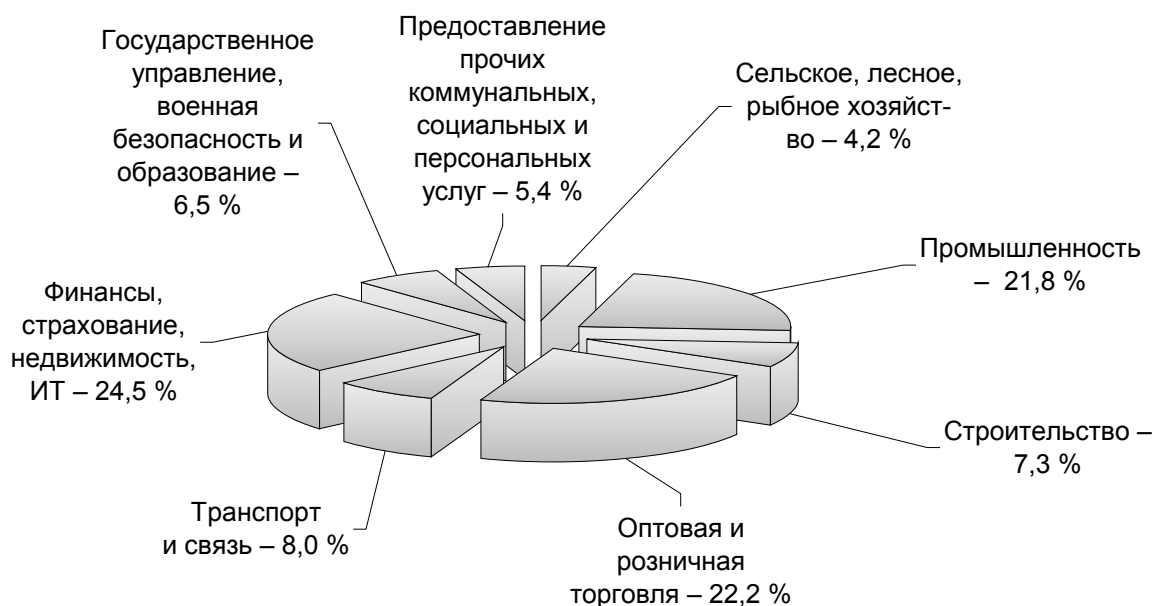 Государственное
управление,
военная
безопасность и
образование –
6,5 %
Предоставление
прочих
коммунальных,
социальных и
персональных
услуг – 5,4 %
Сельское, лесное,
рыбное хозяйст-
во – 4,2 %
Промышленность
– 21,8 %
Строительство –
7,3 %
Оптовая и
розничная
торговля – 22,2 %
Транспорт
и связь – 8,0 %
Финансы,
страхование,
недвижимость,
ИТ – 24,5 %